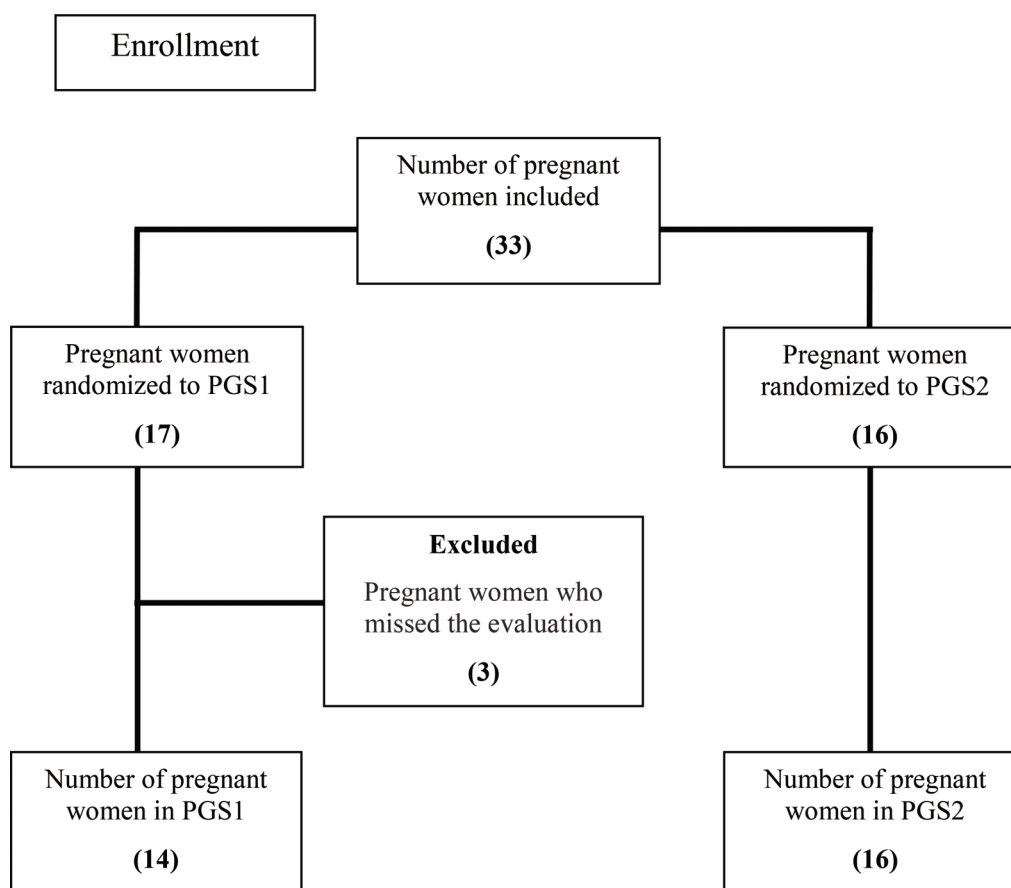 Enrollment
Number of pregnant
women included
(33)
Pregnant women
randomized to PGS1
(17)
Pregnant women
randomized to PGS2
(16)
Excluded
Pregnant women who
missed the evaluation
(3)
Number of pregnant
women in PGS1
(14)
Number of pregnant
women in PGS2
(16)